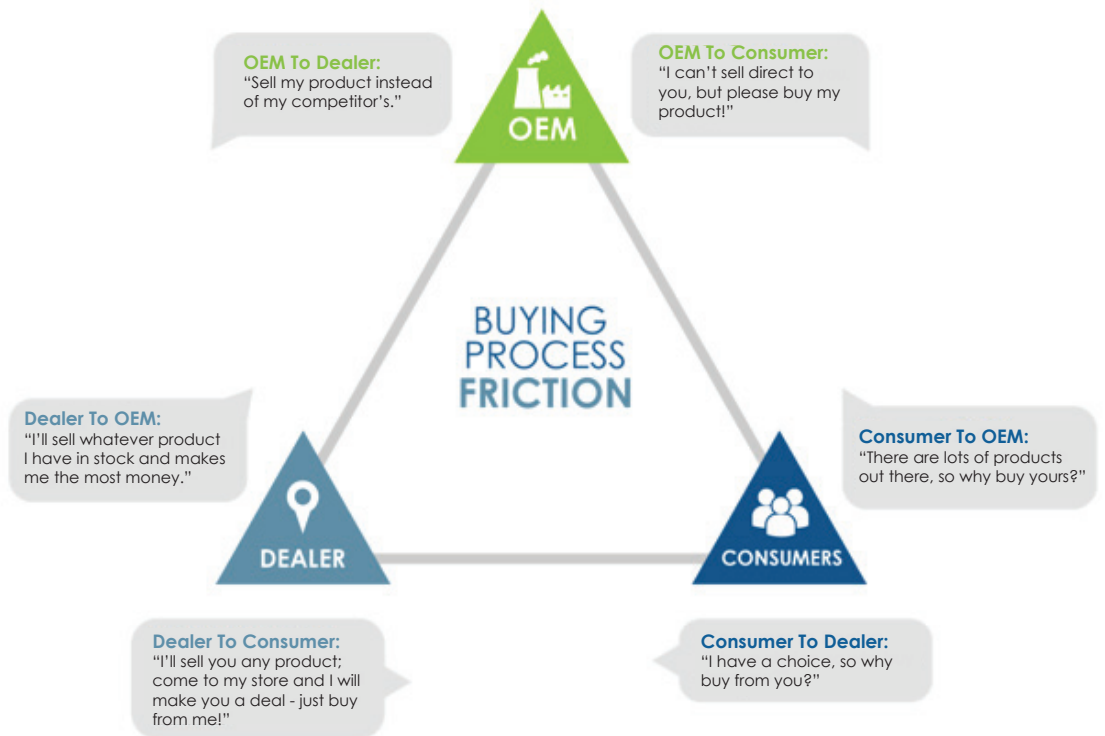 OEM To Dealer:
“Sell my product instead
of my competitor’s.”
OEM To Consumer:
“I can’t sell direct to
you, but please buy my
product!”
OEM
BUYING
PROCESS
FRICTION
Dealer To OEM:
“I’ll sell whatever product
I have in stock and makes
me the most money.”
Consumer To OEM:
“There are lots of products
out there, so why buy yours?”
DEALER
CONSUMERS
Dealer To Consumer:
“I’ll sell you any product;
come to my store and I will
make you a deal - just buy
from me!”
Consumer To Dealer:
“I have a choice, so why
buy from you?”